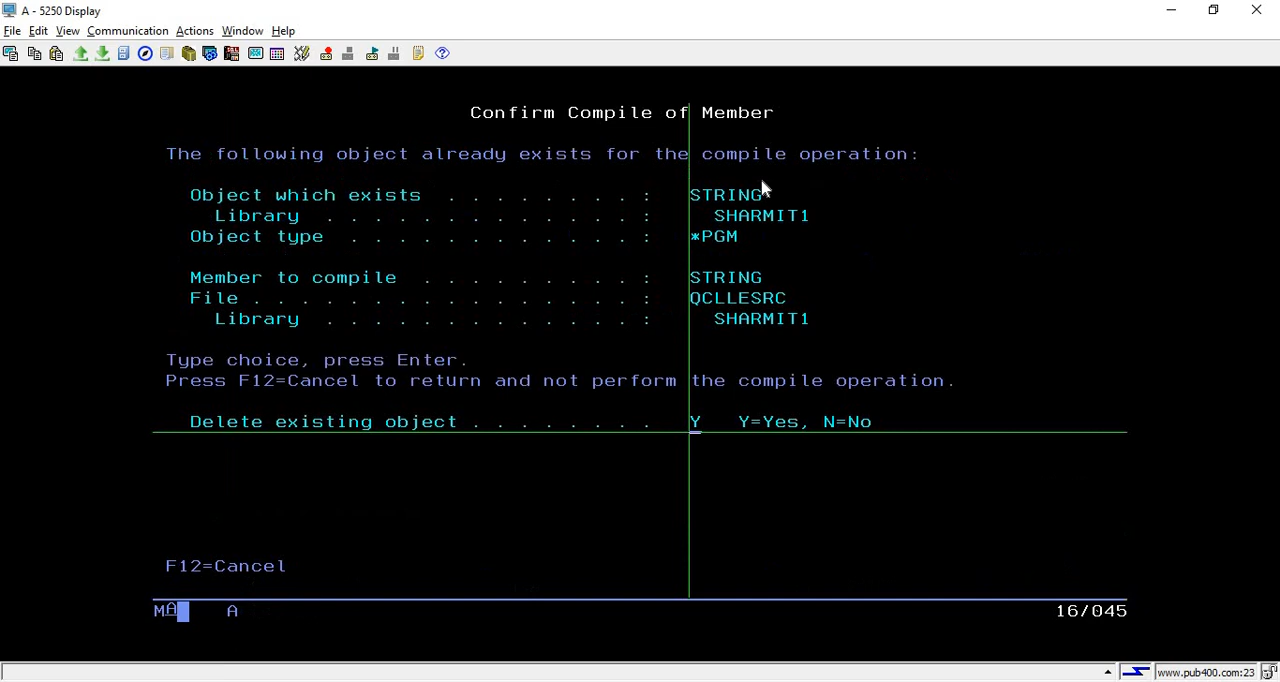 A - 5250 Display
File Edit View Communication Actions Window Help
Confirm Compile of Member
The following object already exists for the compile operation:
Object which exists . . . . . . . . . : STRING
Library . . . . . . . . . . . . . . : SHARMIT1
Object type . . . . . . . . . . . . . : *PGM
Member to compile . . . . . . . . . . : STRING
File . . . . . . . . . . . . . . . . . : QCLLESRC
Library . . . . . . . . . . . . . . : SHARMIT1
Type choice, press Enter.
Press F12=Cancel to return and not perform the compile operation.
Delete existing object . . . . . . . . Y Y=Yes, N=No
F12=Cancel
MA A 16/045
www.pub400.com:23